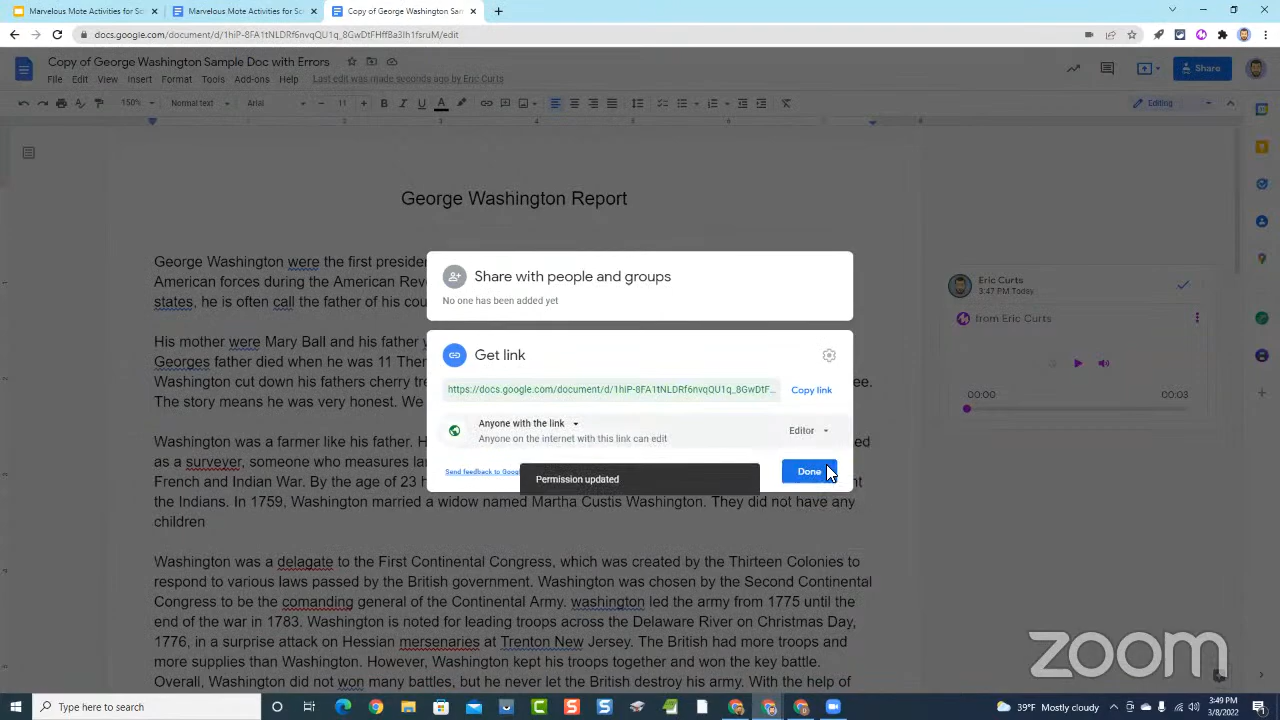 Marvelous Mote Activities for Sc
Marvelous Mote Activities for Sc
Copy of George Washington Sam
docs.google.com/document/d/1hiP-8FA1tNLDRf6nvqQU1q_8GwDtFHffBa3Ih1fsruM/edit
Copy of George Washington Sample Doc with Errors
File Edit View Insert Format Tools Add-ons Help Last edit was made seconds ago by Eric Curts
Share
150% Normal text Arial 11 B I U A Editing
George Washington Report
George Washington were the first presiden
American forces during the American Rev
states, he is often call the father of his cou
His mother were Mary Ball and his father
Georges father died when he was 11 Ther
Washington cut down his fathers cherry tre ee.
The story means he was very honest. We
Washington was a farmer like his father. H ed
as a surveyer, someone who measures lan
French and Indian War. By the age of 23 h nt
the Indians. In 1759, Washington married a widow named Martha Custis Washington. They did not have any
children
Washington was a delagate to the First Continental Congress, which was created by the Thirteen Colonies to
respond to various laws passed by the British government. Washington was chosen by the Second Continental
Congress to be the comanding general of the Continental Army. washington led the army from 1775 until the
end of the war in 1783. Washington is noted for leading troops across the Delaware River on Christmas Day,
1776, in a surprise attack on Hessian mersenaries at Trenton New Jersey. The British had more troops and
more supplies than Washington. However, Washington kept his troops together and won the key battle.
Overall, Washington did not won many battles, but he never let the British destroy his army. With the help of
Share with people and groups
No one has been added yet
Get link
https://docs.google.com/document/d/1hiP-8FA1tNLDRf6nvqQU1q_8GwDtF...
Copy link
Anyone with the link
Anyone on the internet with this link can edit
Editor
Send feedback to Goog
Permission updated
Done
Eric Curts
3:47 PM Today
from Eric Curts
00:00
00:03
zoom
Type here to search
39°F Mostly cloudy
3:49 PM
3/8/2022